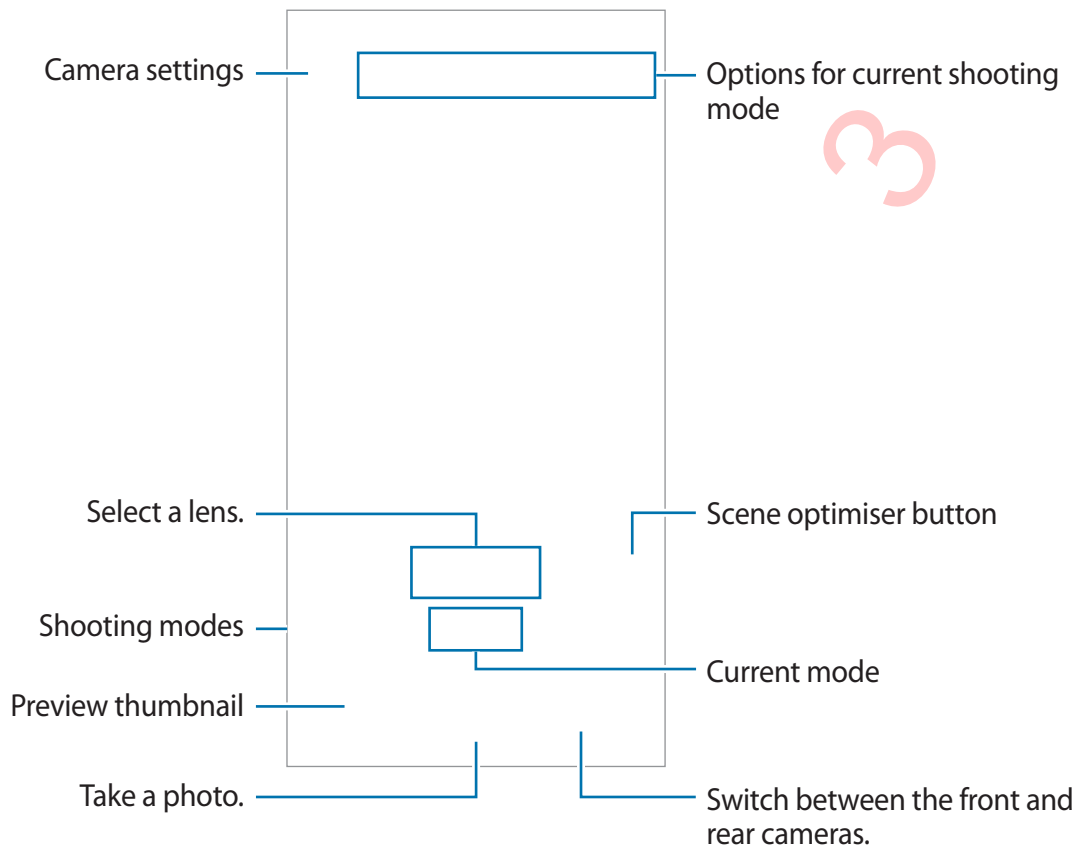 Camera settings
Options for current shooting
mode
3
Select a lens.
Scene optimiser button
Shooting modes
Current mode
Preview thumbnail
Take a photo.
Switch between the front and
rear cameras.